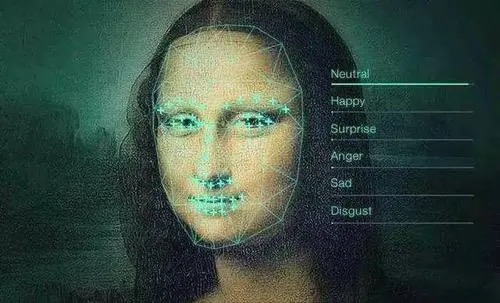 Neutral
Happy
Surprise
Anger
Sad
Disgust